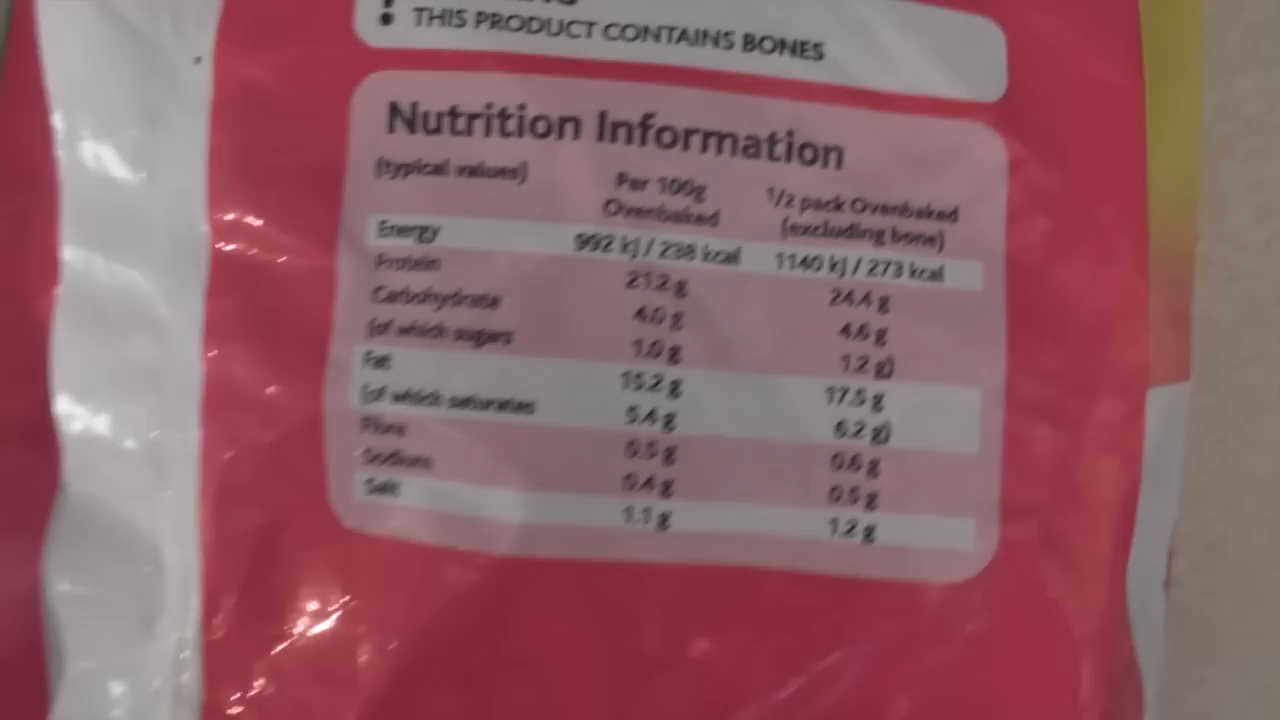 ! THIS PRODUCT CONTAINS BONES
Nutrition Information
(typical values) Per 100g Ovenbaked 1/2 pack Ovenbaked (excluding bone)
Energy 992 kJ / 238 kcal 1140 kJ / 273 kcal
Protein 21.2 g 24.4 g
Carbohydrate 4.0 g 4.6 g
(of which sugars 1.0 g 1.2 g)
Fat 15.2 g 17.5 g
(of which saturates 5.4 g 6.2 g)
Fibre 0.5 g 0.6 g
Sodium 0.4 g 0.5 g
Salt 1.1 g 1.2 g